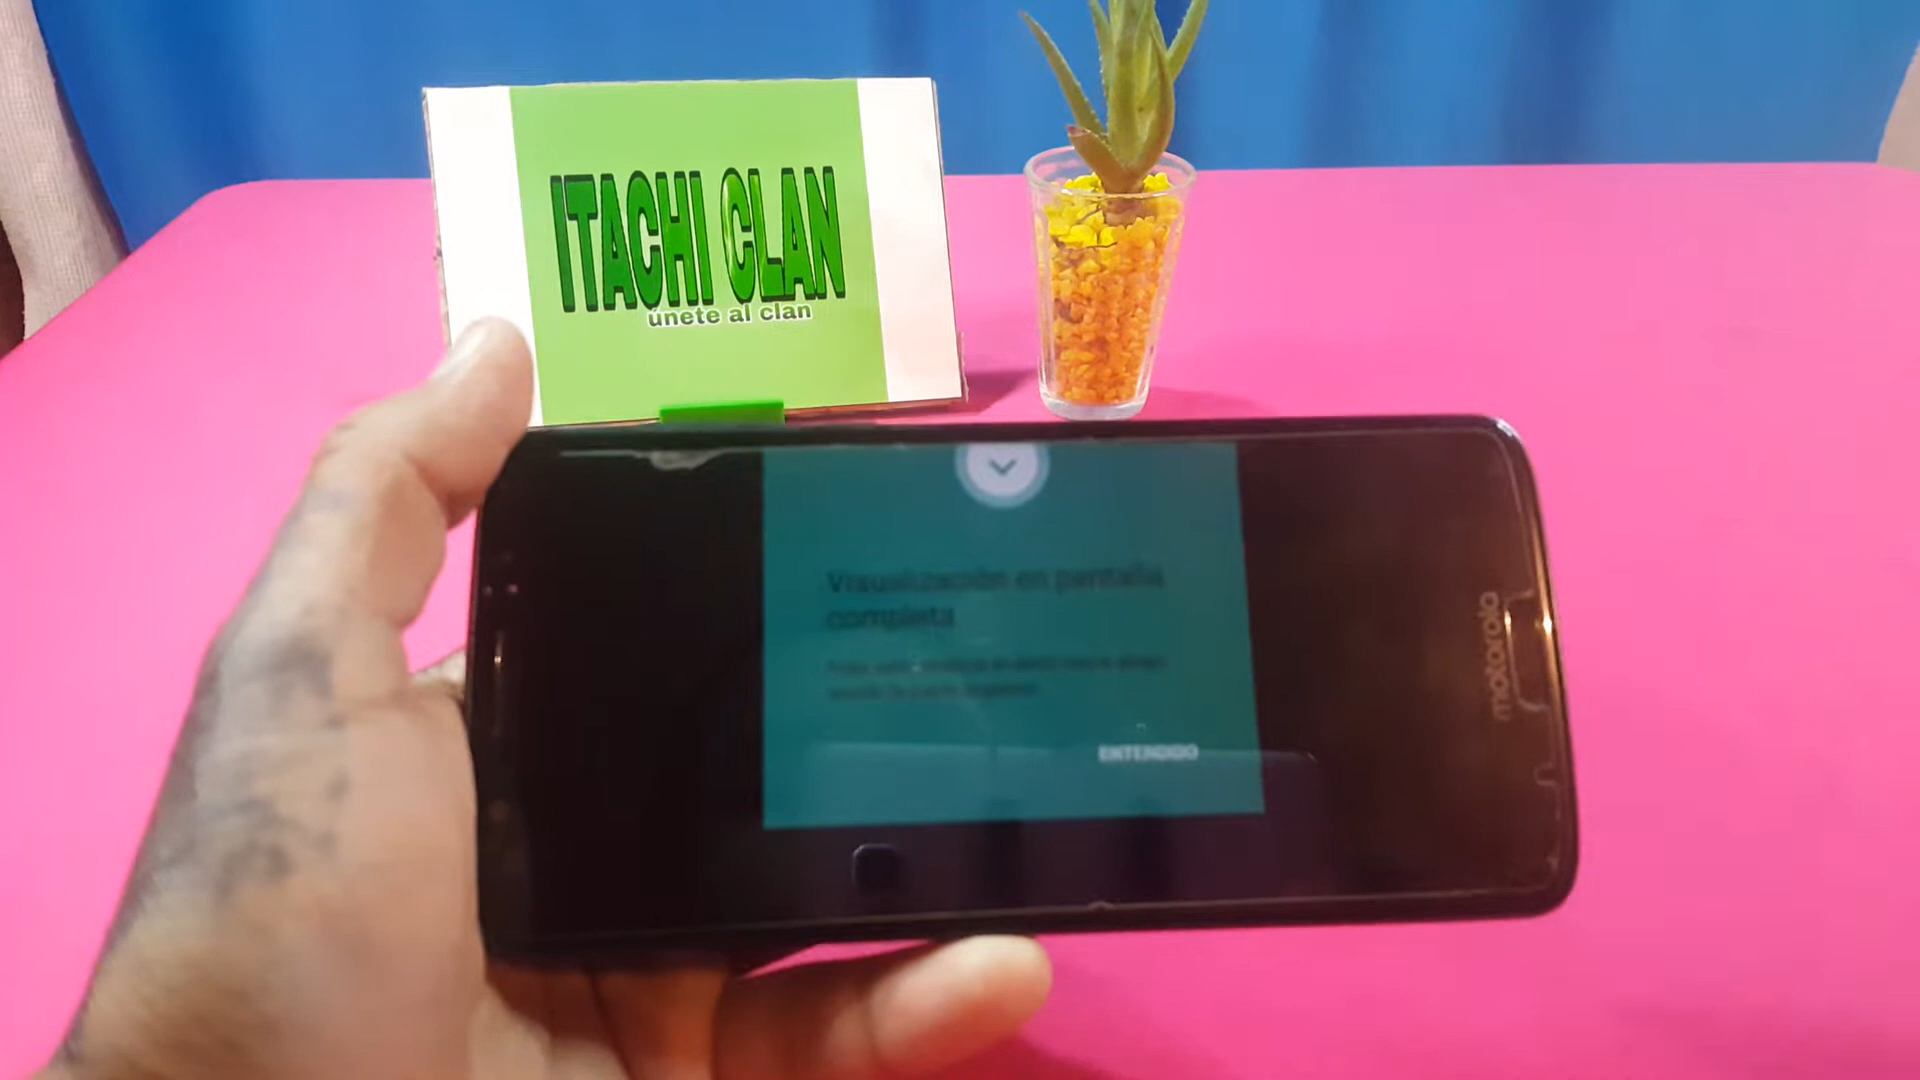 ITACHI CLAN
únete al clan
Visualización en pantalla
completa
ENTENDIDO
motorola